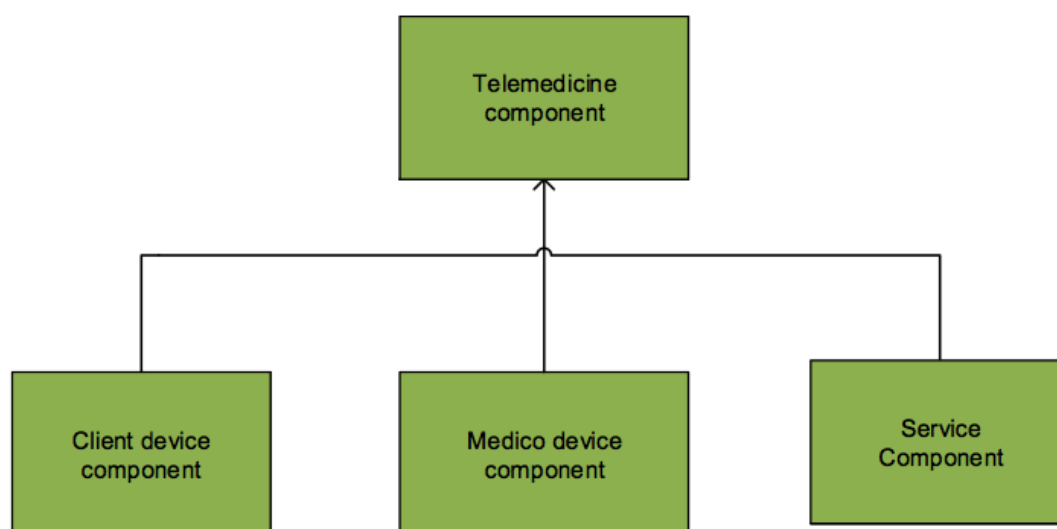 Telemedicine
component
Client device
component
Medico device
component
Service
Component